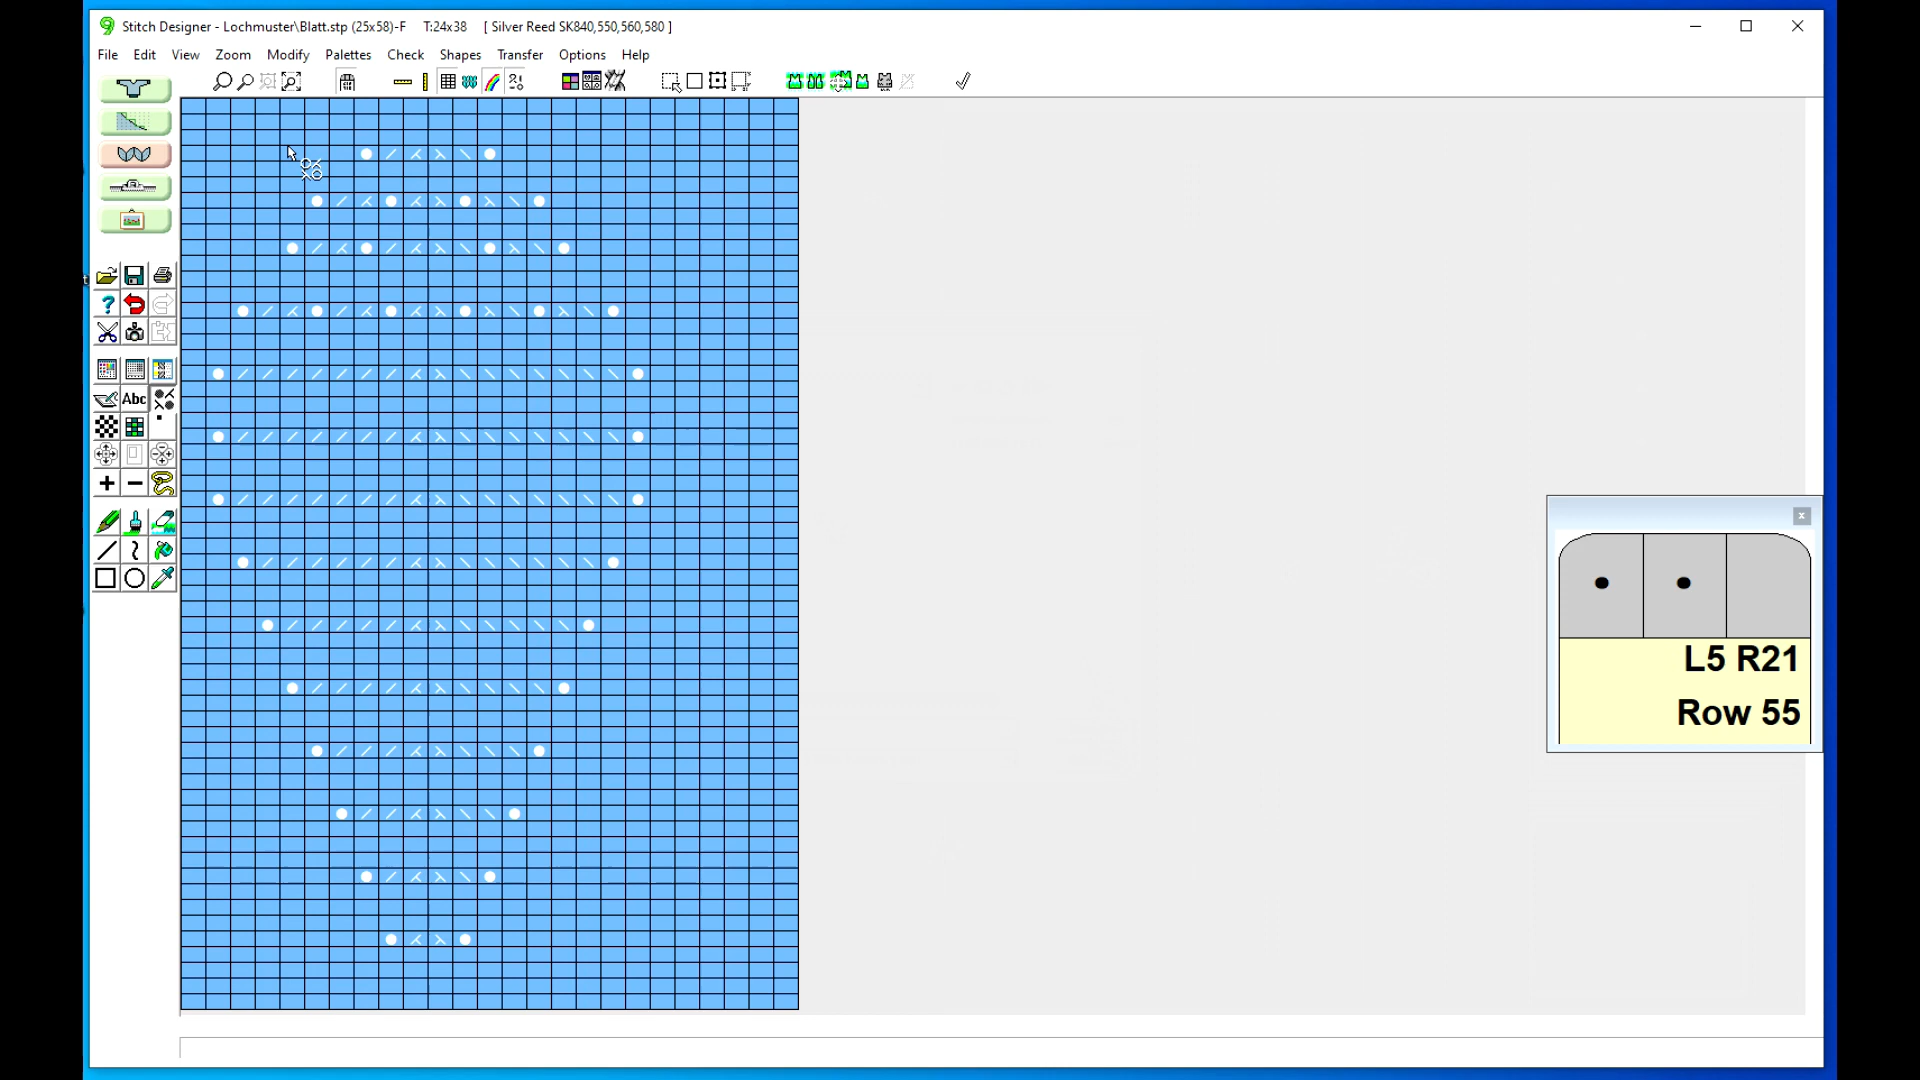 Stitch Designer - Lochmuster\Blatt.stp (25x58)-F T:24x38 [ Silver Reed SK840,550,560,580 ]
File Edit View Zoom Modify Palettes Check Shapes Transfer Options Help
Abc
L5 R21
Row 55